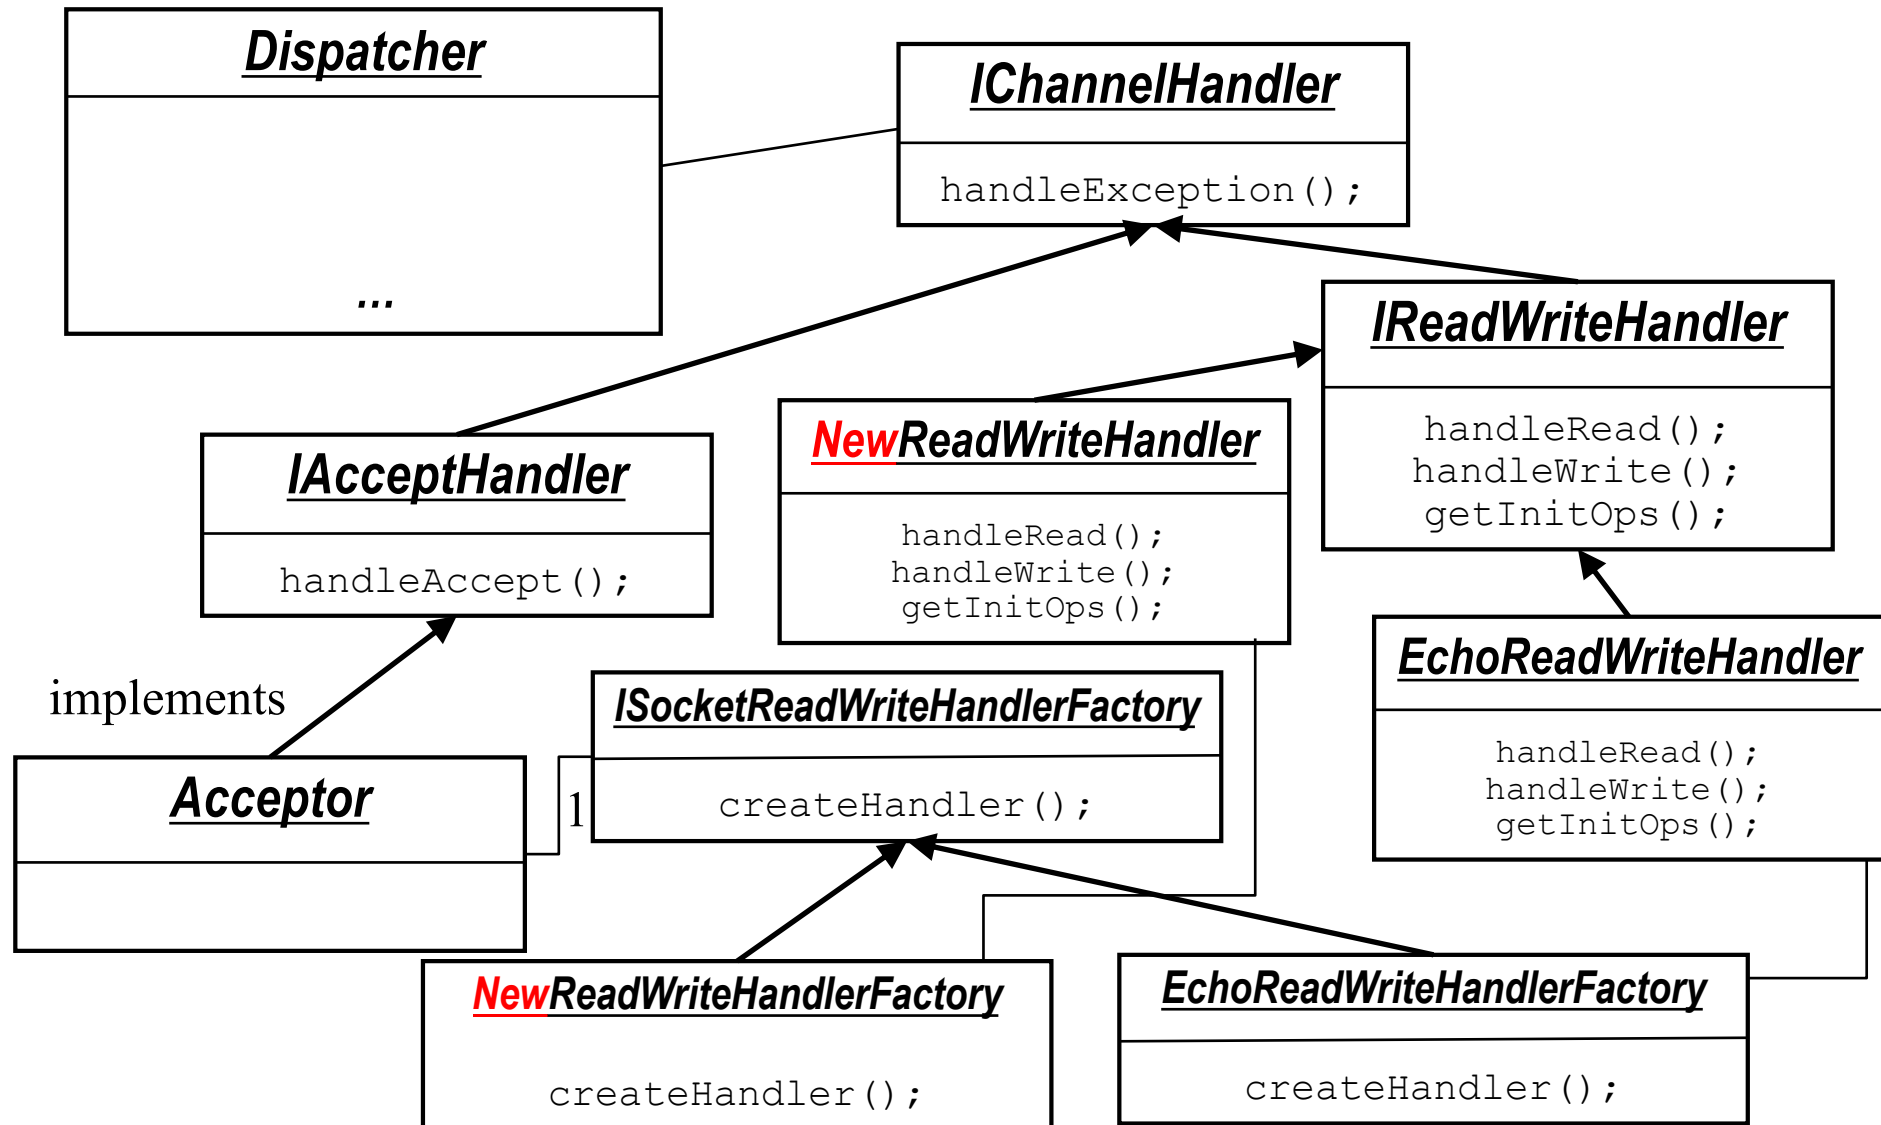 Dispatcher
...
IChannelHandler
handleException();
IReadWriteHandler
handleRead();
handleWrite();
getInitOps();
NewReadWriteHandler
handleRead();
handleWrite();
getInitOps();
IAcceptHandler
handleAccept();
implements
EchoReadWriteHandler
handleRead();
handleWrite();
getInitOps();
ISocketReadWriteHandlerFactory
createHandler();
Acceptor
1
NewReadWriteHandlerFactory
createHandler();
EchoReadWriteHandlerFactory
createHandler();